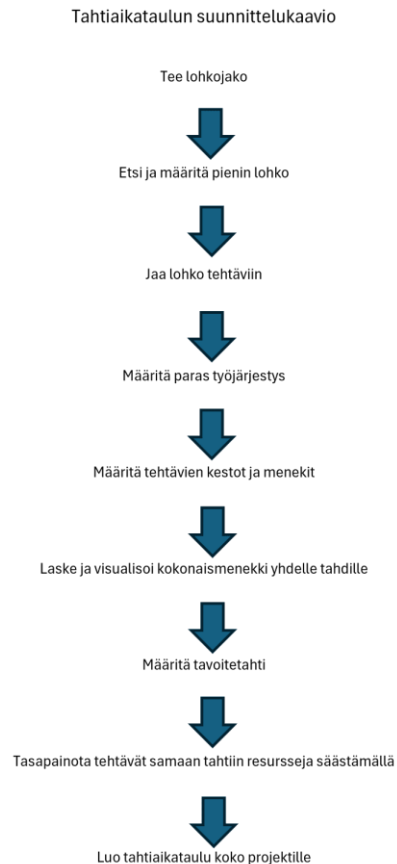 Tahtiaikataulun suunnittelukaavio
Tee lohkojako
Etsi ja määritä pienin lohko
Jaa lohko tehtäviin
Määritä paras työjärjestys
Määritä tehtävien kestot ja menekit
Laske ja visualisoi kokonaismenekki yhdelle tahdille
Määritä tavoitetahti
Tasapainota tehtävät samaan tahtiin resursseja säästämällä
Luo tahtiaikataulu koko projektille